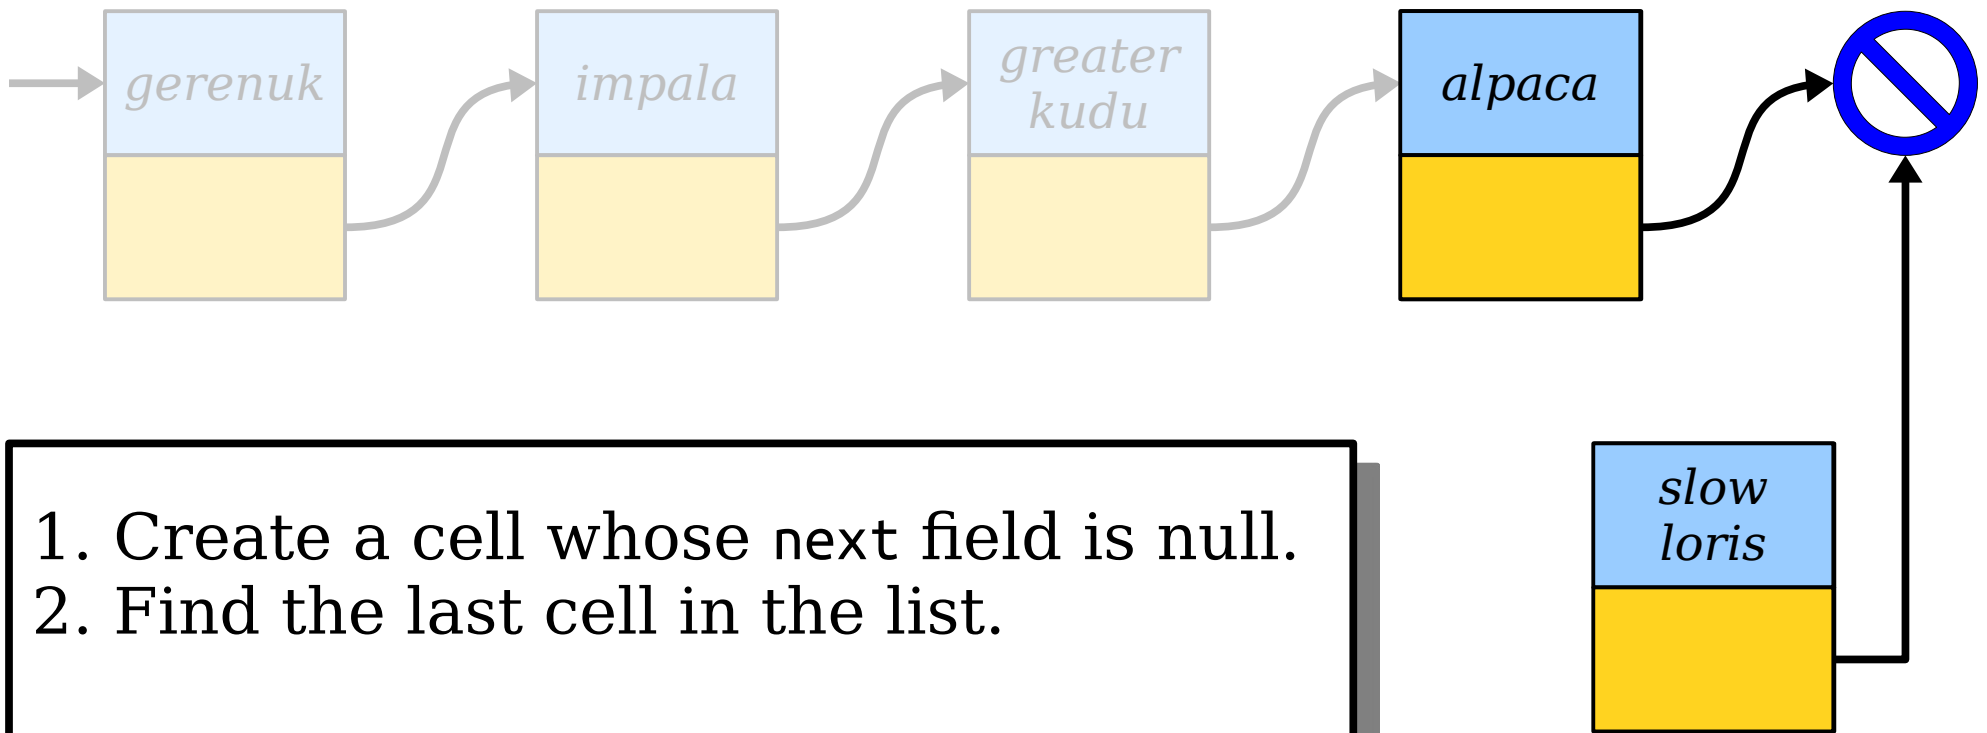 gerenuk
impala
greater
kudu
alpaca
slow
loris
1. Create a cell whose next field is null.
2. Find the last cell in the list.